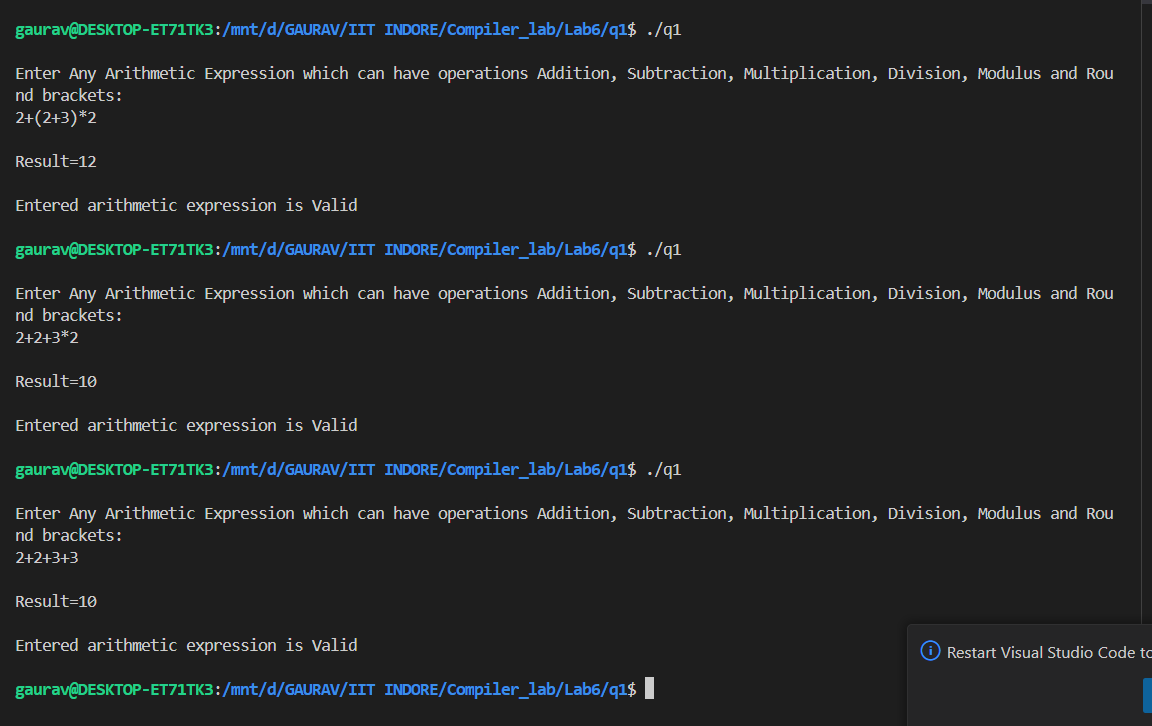 gaurav@DESKTOP-ET71TK3:/mnt/d/GAURAV/IIT INDORE/Compiler_lab/Lab6/q1$ ./q1
Enter Any Arithmetic Expression which can have operations Addition, Subtraction, Multiplication, Division, Modulus and Rou
nd brackets:
2+(2+3)*2
Result=12
Entered arithmetic expression is Valid
gaurav@DESKTOP-ET71TK3:/mnt/d/GAURAV/IIT INDORE/Compiler_lab/Lab6/q1$ ./q1
Enter Any Arithmetic Expression which can have operations Addition, Subtraction, Multiplication, Division, Modulus and Rou
nd brackets:
2+2+3*2
Result=10
Entered arithmetic expression is Valid
gaurav@DESKTOP-ET71TK3:/mnt/d/GAURAV/IIT INDORE/Compiler_lab/Lab6/q1$ ./q1
Enter Any Arithmetic Expression which can have operations Addition, Subtraction, Multiplication, Division, Modulus and Rou
nd brackets:
2+2+3+3
Result=10
Entered arithmetic expression is Valid
Restart Visual Studio Code to
gaurav@DESKTOP-ET71TK3:/mnt/d/GAURAV/IIT INDORE/Compiler_lab/Lab6/q1$